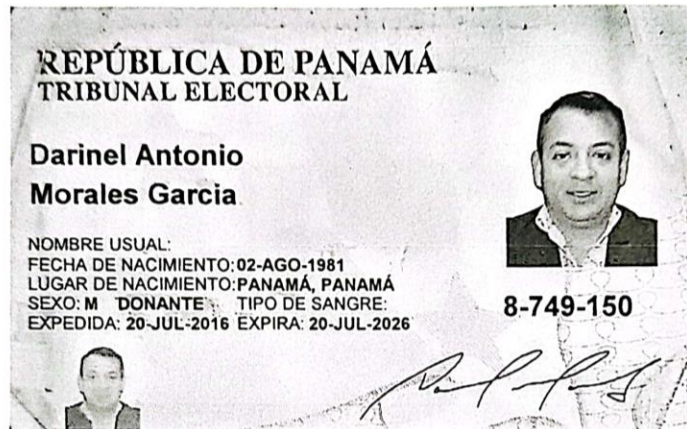 REPÚBLICA DE PANAMÁ
TRIBUNAL ELECTORAL
Darinel Antonio
Morales Garcia
NOMBRE USUAL:
FECHA DE NACIMIENTO: 02-AGO-1981
LUGAR DE NACIMIENTO: PANAMÁ, PANAMÁ
SEXO: M DONANTE TIPO DE SANGRE:
EXPEDIDA: 20-JUL-2016 EXPIRA: 20-JUL-2026
8-749-150